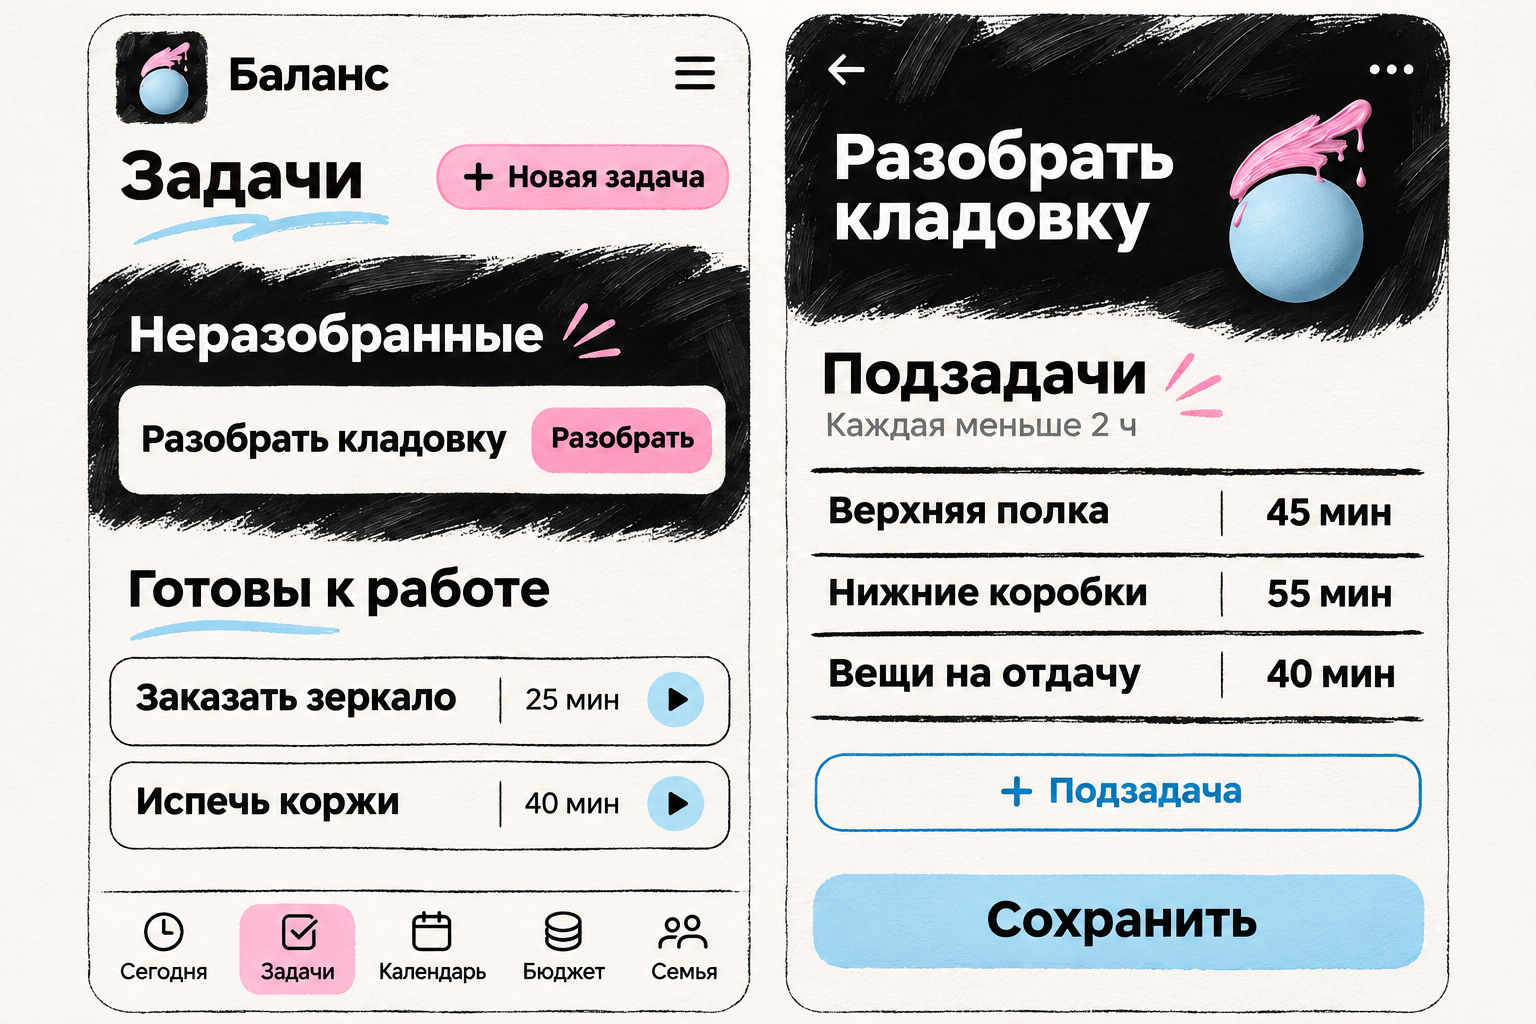 Баланс
Задачи
+ Новая задача
Неразобранные
Разобрать кладовку
Разобрать
Готовы к работе
Заказать зеркало
25 мин
Испечь коржи
40 мин
Сегодня
Задачи
Календарь
Бюджет
Семья
Разобрать
кладовку
Подзадачи
Каждая меньше 2 ч
Верхняя полка
45 мин
Нижние коробки
55 мин
Вещи на отдачу
40 мин
+ Подзадача
Сохранить